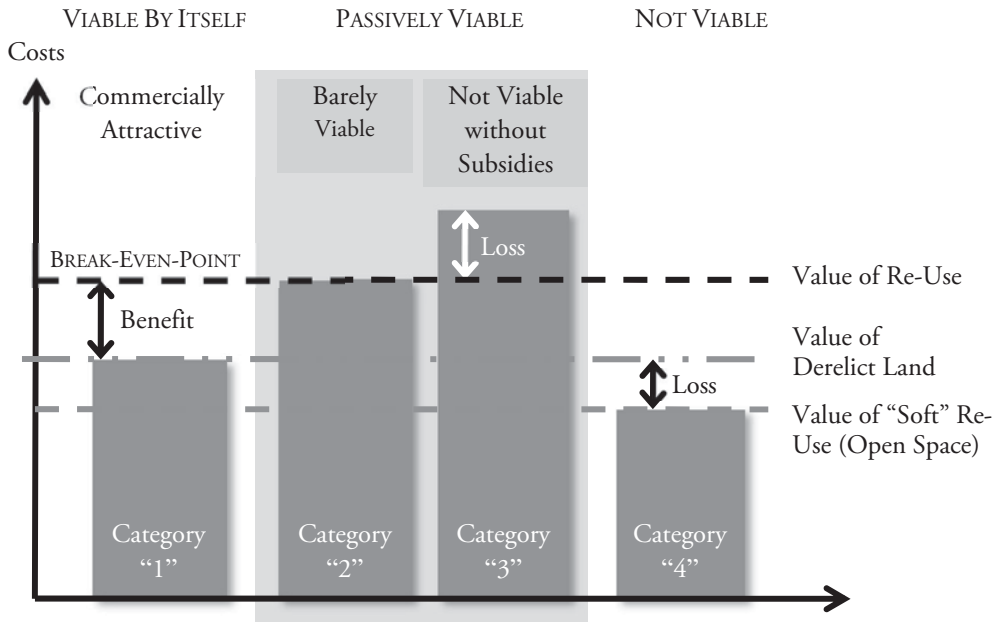 VIABLE BY ITSELF
PASSIVELY VIABLE
NOT VIABLE
Costs
Commercially
Attractive
Barely
Viable
Not Viable
without
Subsidies
BREAK-EVEN-POINT
Loss
Value of Re-Use
Benefit
Value of
Derelict Land
Loss
Value of “Soft” Re-
Use (Open Space)
Category
“1”
Category
“2”
Category
“3”
Category
“4”